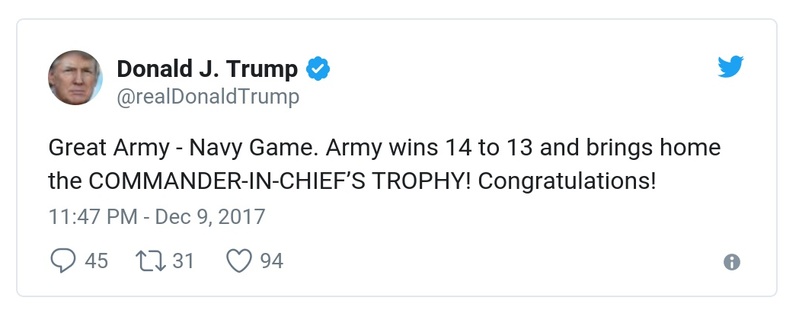 Donald J. Trump
@realDonaldTrump
Great Army - Navy Game. Army wins 14 to 13 and brings home
the COMMANDER-IN-CHIEF’S TROPHY! Congratulations!
11:47 PM - Dec 9, 2017
45 31 94